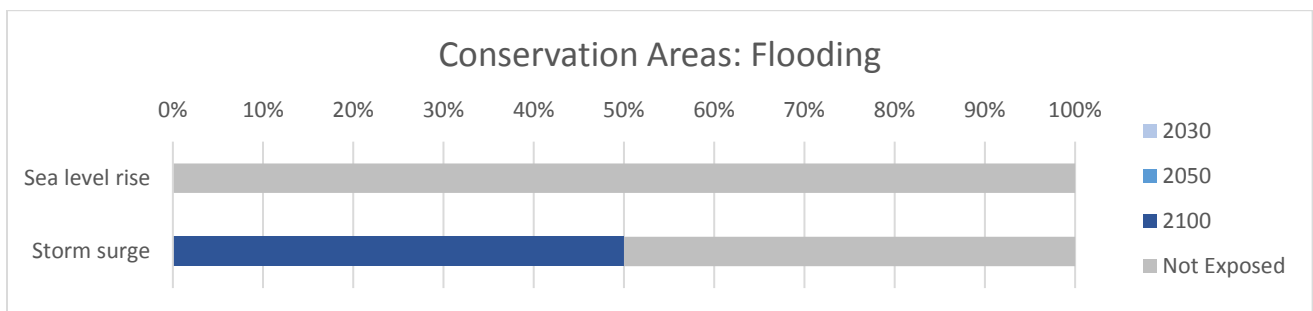 Conservation Areas: Flooding
0% 10% 20% 30% 40% 50% 60% 70% 80% 90% 100%
Sea level rise
Storm surge
2030
2050
2100
Not Exposed